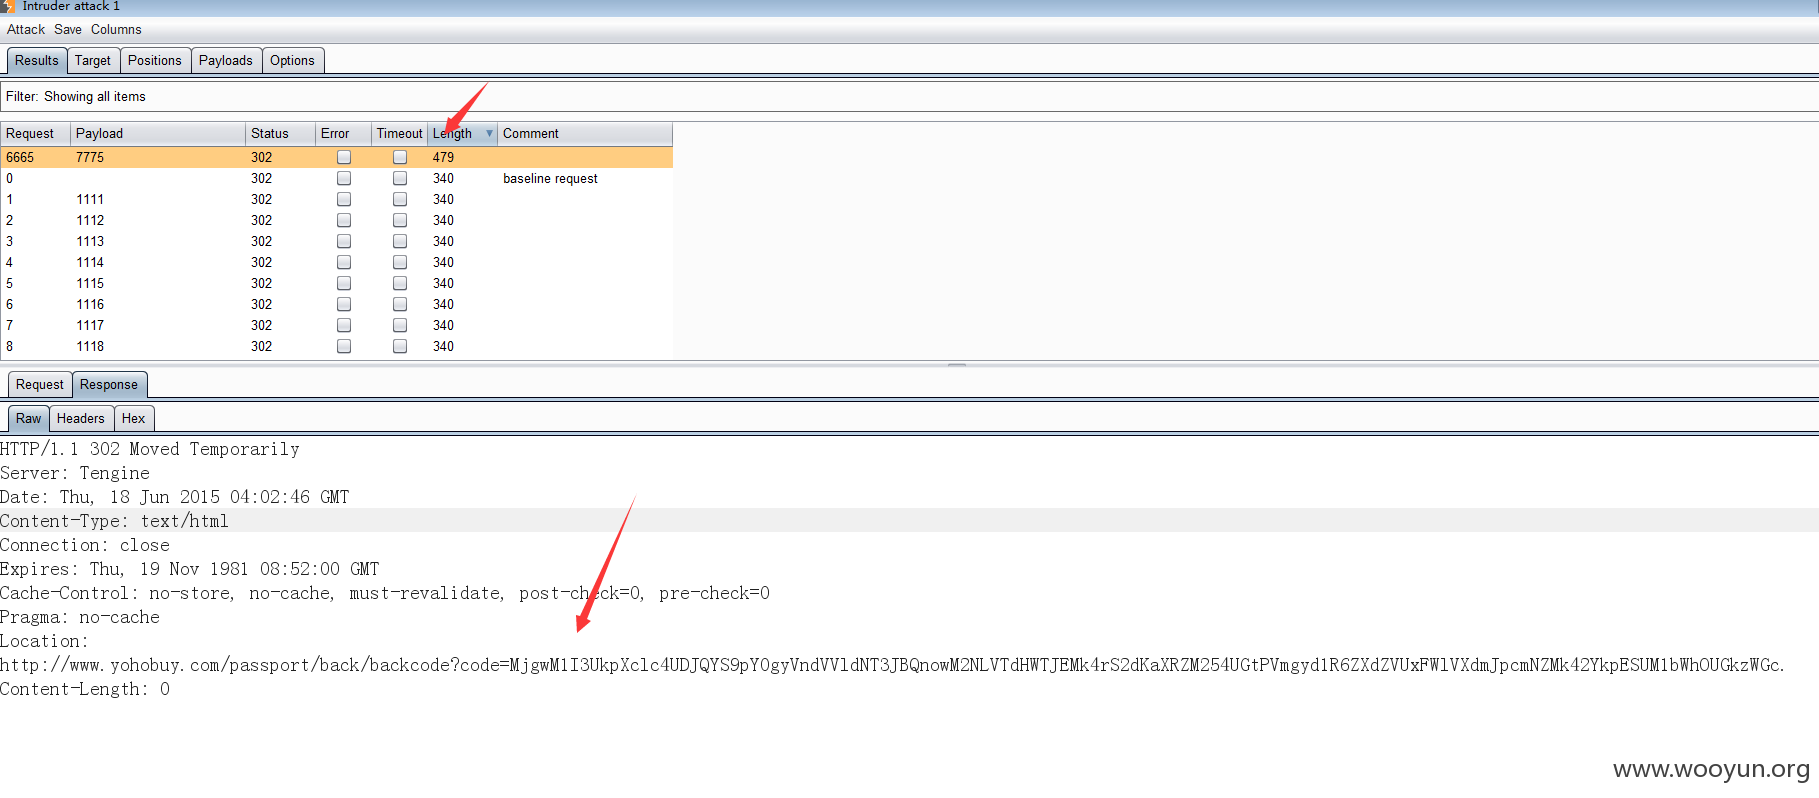 Intruder attack 1
Attack Save Columns
Results Target Positions Payloads Options
Filter: Showing all items
Request Payload Status Error Timeout Length Comment
6665 7775 302 479
0 302 340 baseline request
1 1111 302 340
2 1112 302 340
3 1113 302 340
4 1114 302 340
5 1115 302 340
6 1116 302 340
7 1117 302 340
8 1118 302 340
Request Response
Raw Headers Hex
HTTP/1.1 302 Moved Temporarily
Server: Tengine
Date: Thu, 18 Jun 2015 04:02:46 GMT
Content-Type: text/html
Connection: close
Expires: Thu, 19 Nov 1981 08:52:00 GMT
Cache-Control: no-store, no-cache, must-revalidate, post-check=0, pre-check=0
Pragma: no-cache
Location:
http://www.yohobuy.com/passport/back/backcode?code=
Content-Length: 0
www.wooyun.org